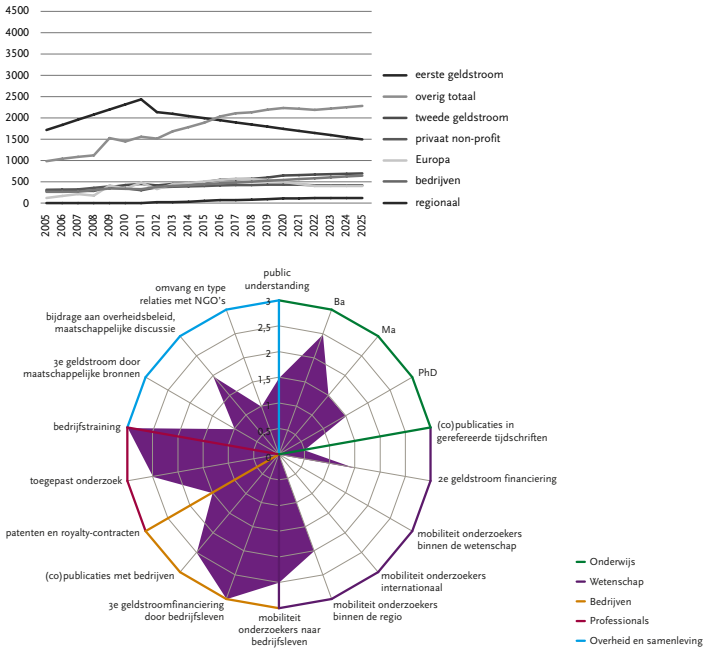 4500
4000
3500
3000
2500
2000
1500
1000
500
0
2005
2006
2007
2008
2009
2010
2011
2012
2013
2014
2015
2016
2017
2018
2019
2020
2021
2022
2023
2024
2025
eerste geldstroom
overig totaal
tweede geldstroom
privaat non-profit
Europa
bedrijven
regionaal
public
understanding
Ba
Ma
PhD
(co)publicaties in
gerefereerde tijdschriften
2e geldstroom financiering
mobiliteit onderzoekers
binnen de wetenschap
mobiliteit onderzoekers
internationaal
mobiliteit onderzoekers
binnen de regio
mobiliteit
onderzoekers naar
bedrijfsleven
3e geldstroomfinanciering
door bedrijfsleven
(co)publicaties met bedrijven
patenten en royalty-contracten
toegepast onderzoek
bedrijfstraining
3e geldstroom door
maatschappelijke bronnen
bijdrage aan overheidsbeleid,
maatschappelijke discussie
omvang en type
relaties met NGO's
3
2,5
2
1,5
1
0,5
0
Onderwijs
Wetenschap
Bedrijven
Professionals
Overheid en samenleving